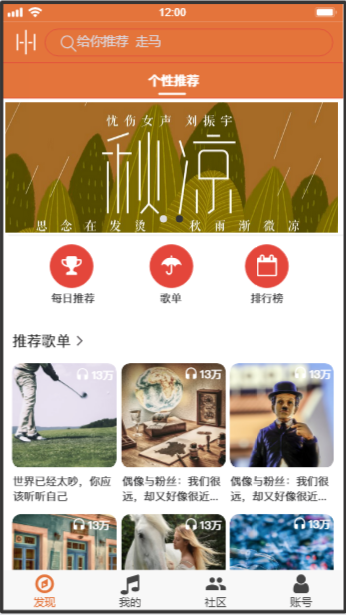 12:00
给你推荐 走马
个性推荐
忧伤女声 刘振宇
秋凉
思念在发烫 秋雨渐微凉
每日推荐 歌单 排行榜
推荐歌单
13万 13万 13万
世界已经太吵，你应 偶像与粉丝：我们很 偶像与粉丝：我们很
该听听自己 远，却又好像很近... 远，却又好像很近...
13万 13万 13万
发现 我的 社区 账号